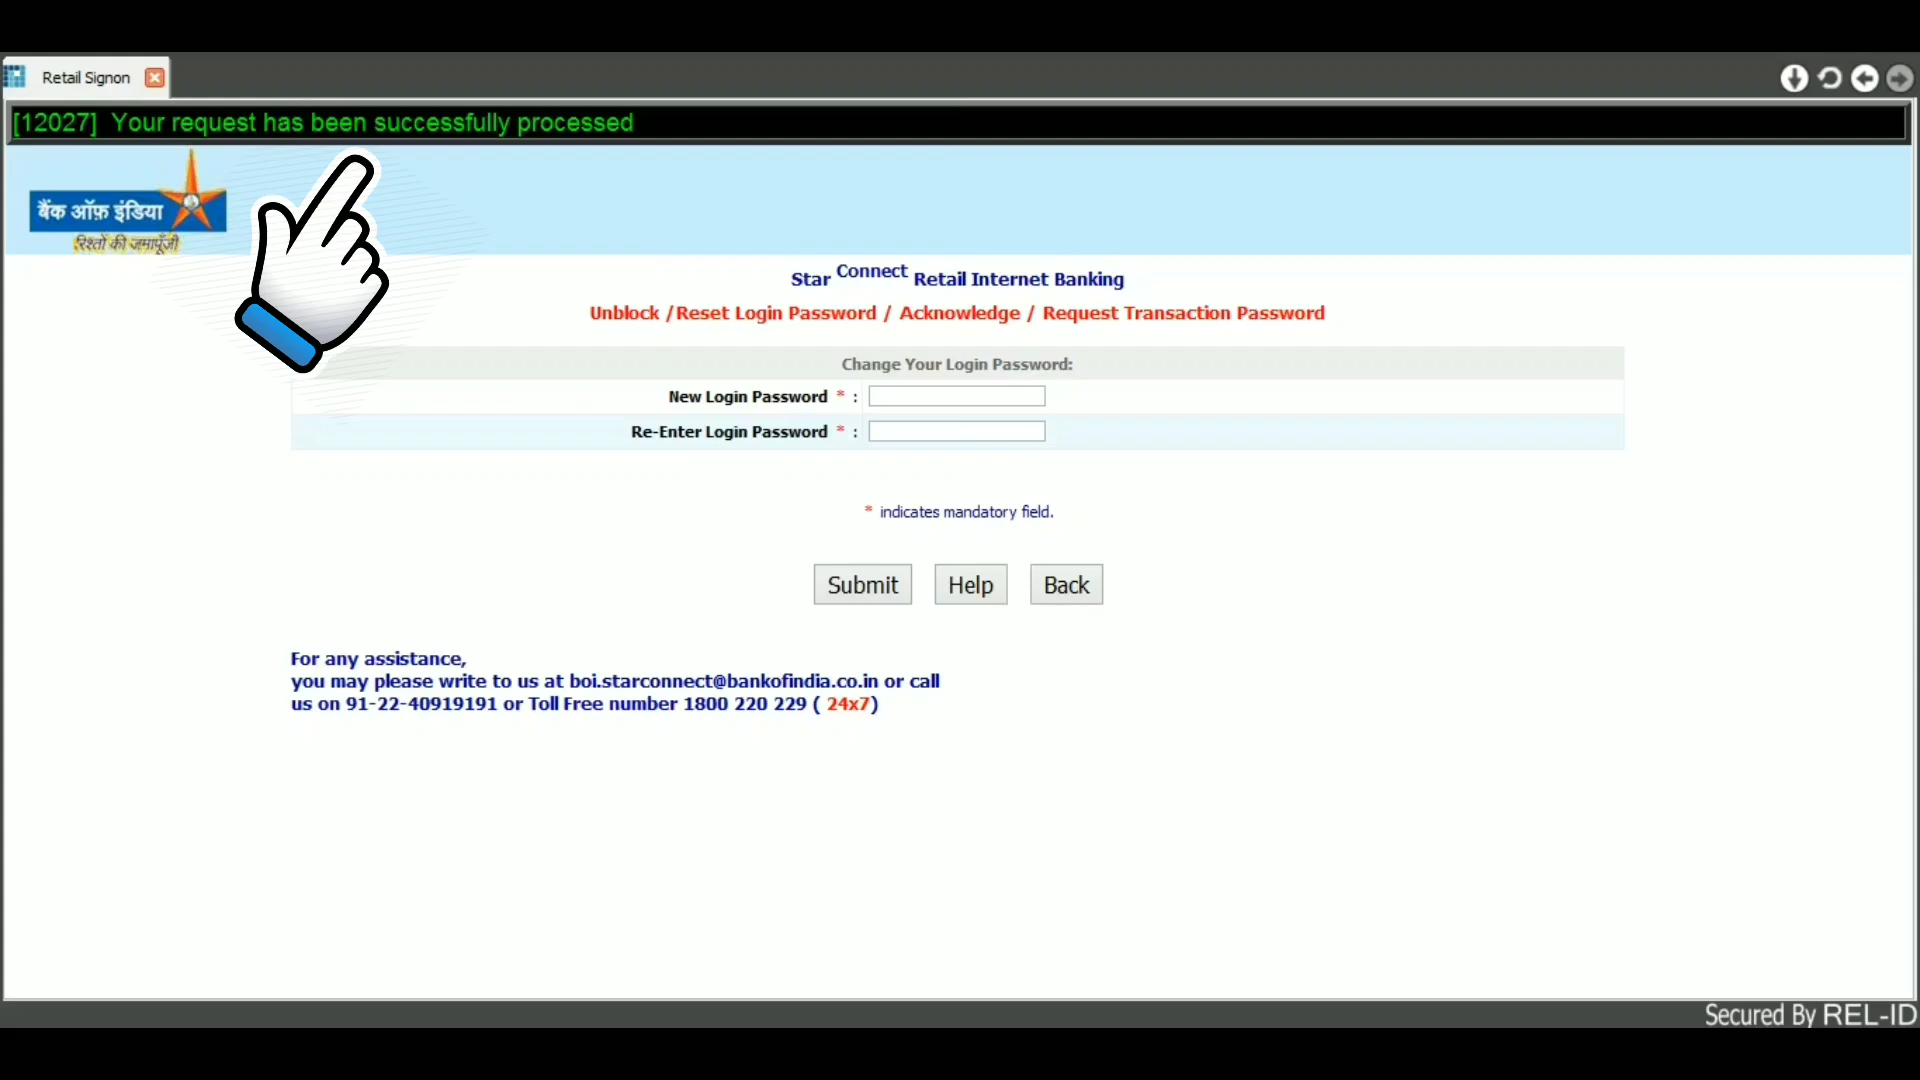 Retail Signon
[12027] Your request has been successfully processed
बैंक ऑफ़ इंडिया
रिश्तों की जमापूँजी
Star Connect Retail Internet Banking
Unblock /Reset Login Password / Acknowledge / Request Transaction Password
Change Your Login Password:
New Login Password * :
Re-Enter Login Password * :
* indicates mandatory field.
Submit Help Back
For any assistance,
you may please write to us at boi.starconnect@bankofindia.co.in or call
us on 91-22-40919191 or Toll Free number 1800 220 229 ( 24x7)
Secured By REL-ID